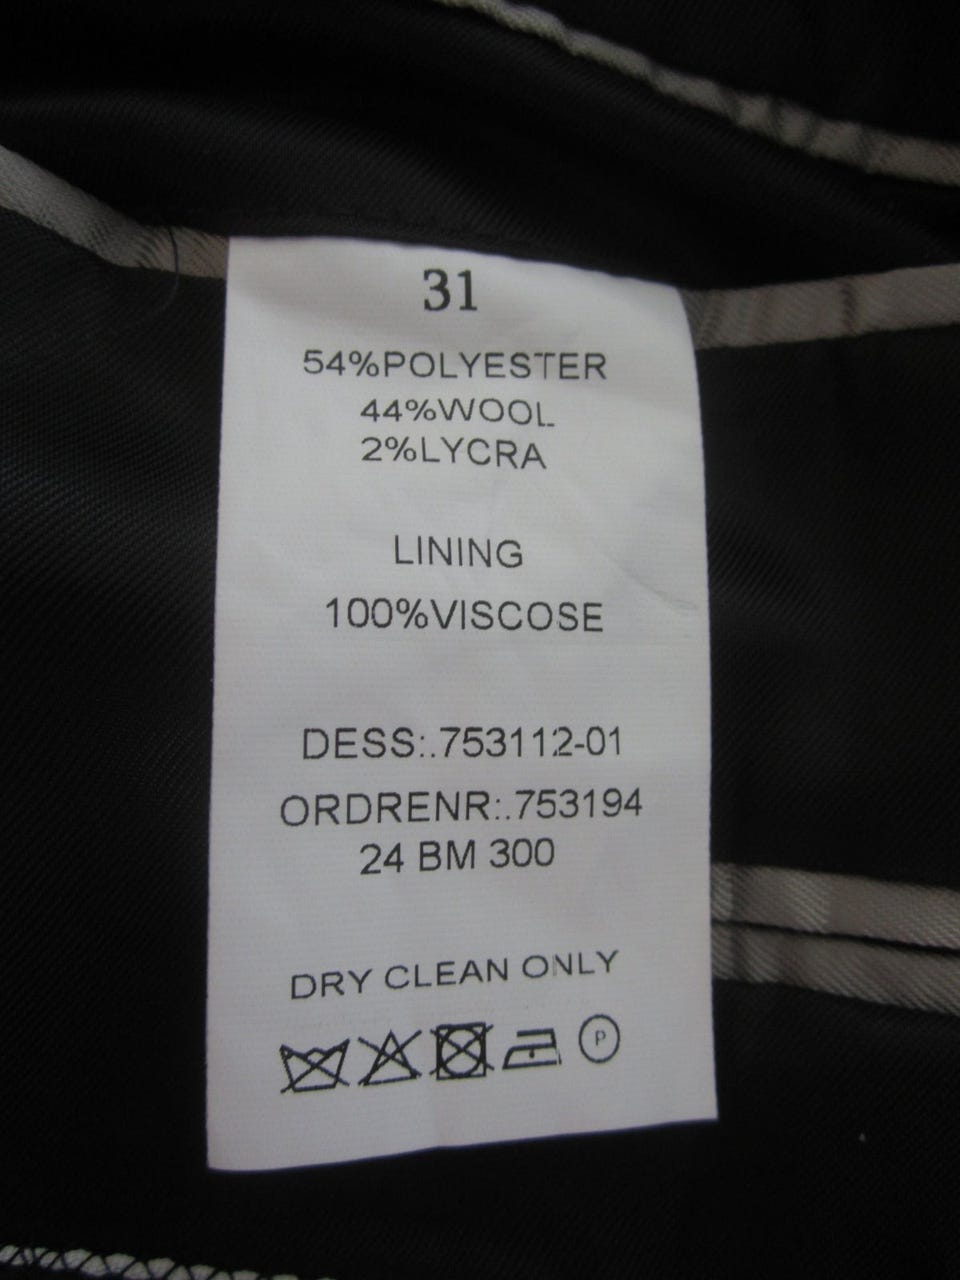 31
54%POLYESTER
44%WOOL
2%LYCRA
LINING
100%VISCOSE
DESS:.753112-01
ORDRENR:.753194
24 BM 300
DRY CLEAN ONLY
P